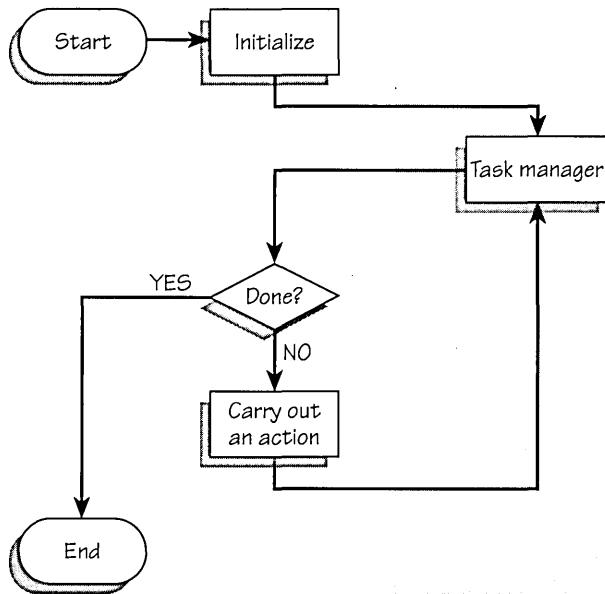 Start
Initialize
Task manager
Done?
YES
NO
Carry out
an action
End